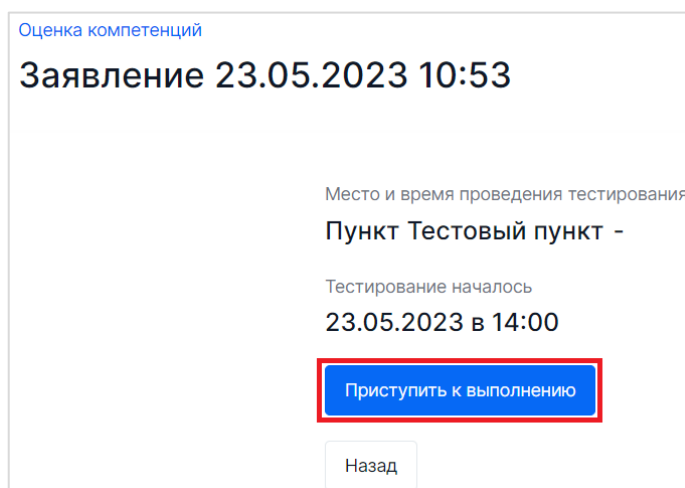 Оценка компетенций
Заявление 23.05.2023 10:53
Место и время проведения тестирования
Пункт Тестовый пункт -
Тестирование началось
23.05.2023 в 14:00
Приступить к выполнению
Назад